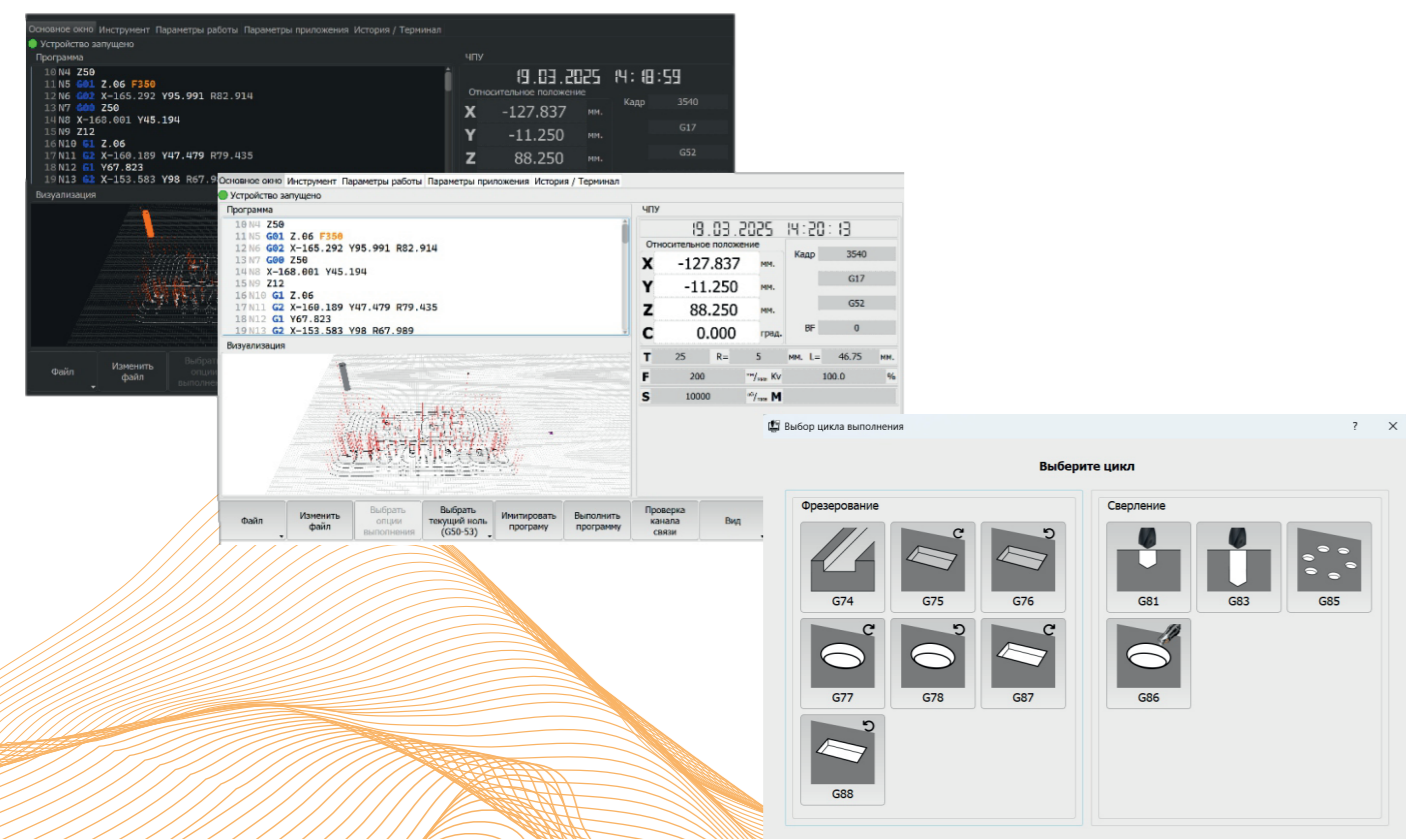 Основное окно Инструмент Параметры работы Параметры приложения История / Терминал
Устройство запущено
Программа
10 N4 Z50
11 N5 G01 Z.06 F350
12 N6 G02 X-165.292 Y95.991 R82.914
13 N7 G00 Z50
14 N8 X-168.001 Y45.194
15 N9 Z12
16 N10 G1 Z.06
17 N11 G2 X-160.189 Y47.479 R79.435
18 N12 G1 Y67.823
19 N13 G2 X-153.583 Y98 R67.9
Визуализация
Файл
Изменить
файл
Выбрать
опции
выполнен
ЧПУ
19.03.2025 14:18:59
Относительное положение
X -127.837 мм.
Y -11.250 мм.
Z 88.250 мм.
Кадр 3540
G17
G52
Основное окно Инструмент Параметры работы Параметры приложения История / Терминал
Устройство запущено
Программа
10 N4 Z50
11 N5 G01 Z.06 F350
12 N6 G02 X-165.292 Y95.991 R82.914
13 N7 G00 Z50
14 N8 X-168.001 Y45.194
15 N9 Z12
16 N10 G1 Z.06
17 N11 G2 X-160.189 Y47.479 R79.435
18 N12 G1 Y67.823
19 N13 G2 X-153.583 Y98 R67.989
Визуализация
ЧПУ
19.03.2025 14:20:13
Относительное положение
X -127.837 мм.
Y -11.250 мм.
Z 88.250 мм.
C 0.000 град.
Кадр 3540
G17
G52
BF 0
T 25 R= 5 мм. L= 46.75 мм.
F 200 Kv 100.0 %
S 10000 M
Файл
Изменить
файл
Выбрать
опции
выполнения
Выбрать
текущий ноль
(G50-53)
Имитировать
програму
Выполнить
программу
Проверка
канала
связи
Вид
Выбор цикла выполнения ?
Выберите цикл
Фрезерование
G74 G75 G76
G77 G78 G87
G88
Сверление
G81 G83 G85
G86